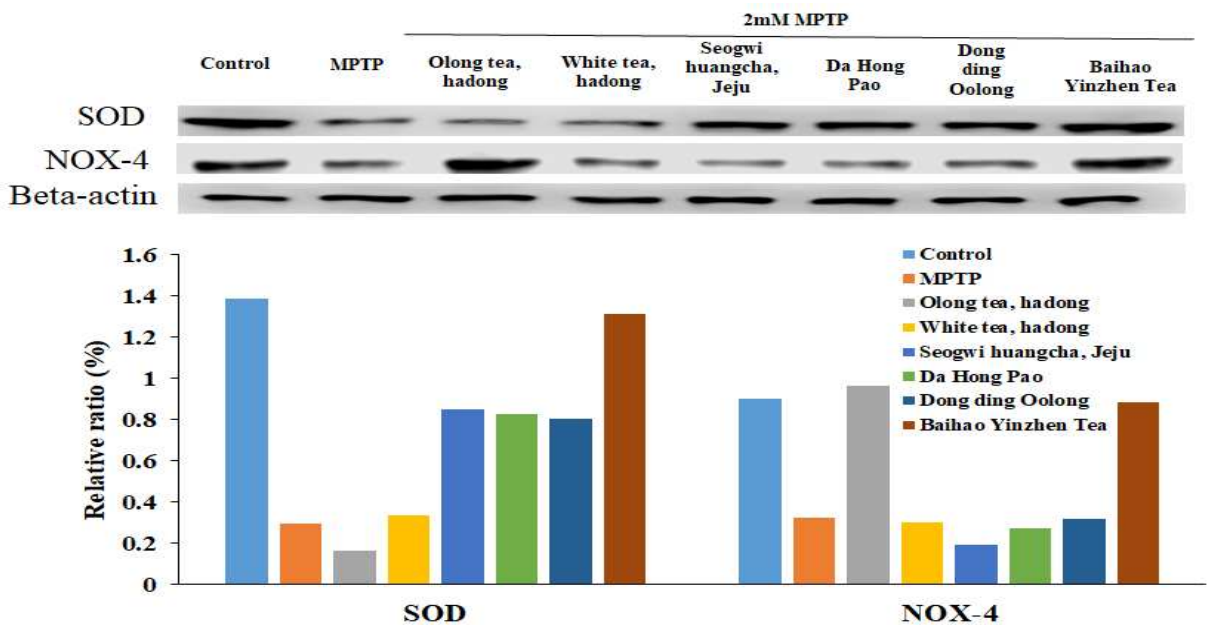 2mM MPTP
Control
MPTP
Olong tea,
hadong
White tea,
hadong
Seogwi
huangcha,
Jeju
Da Hong
Pao
Dong
ding
Oolong
Baihao
Yinzhen Tea
SOD
NOX-4
Beta-actin
Relative ratio (%)
1.6
1.4
1.2
1
0.8
0.6
0.4
0.2
0
Control
MPTP
Olong tea, hadong
White tea, hadong
Seogwi huangcha, Jeju
Da Hong Pao
Dong ding Oolong
Baihao Yinzhen Tea
SOD
NOX-4